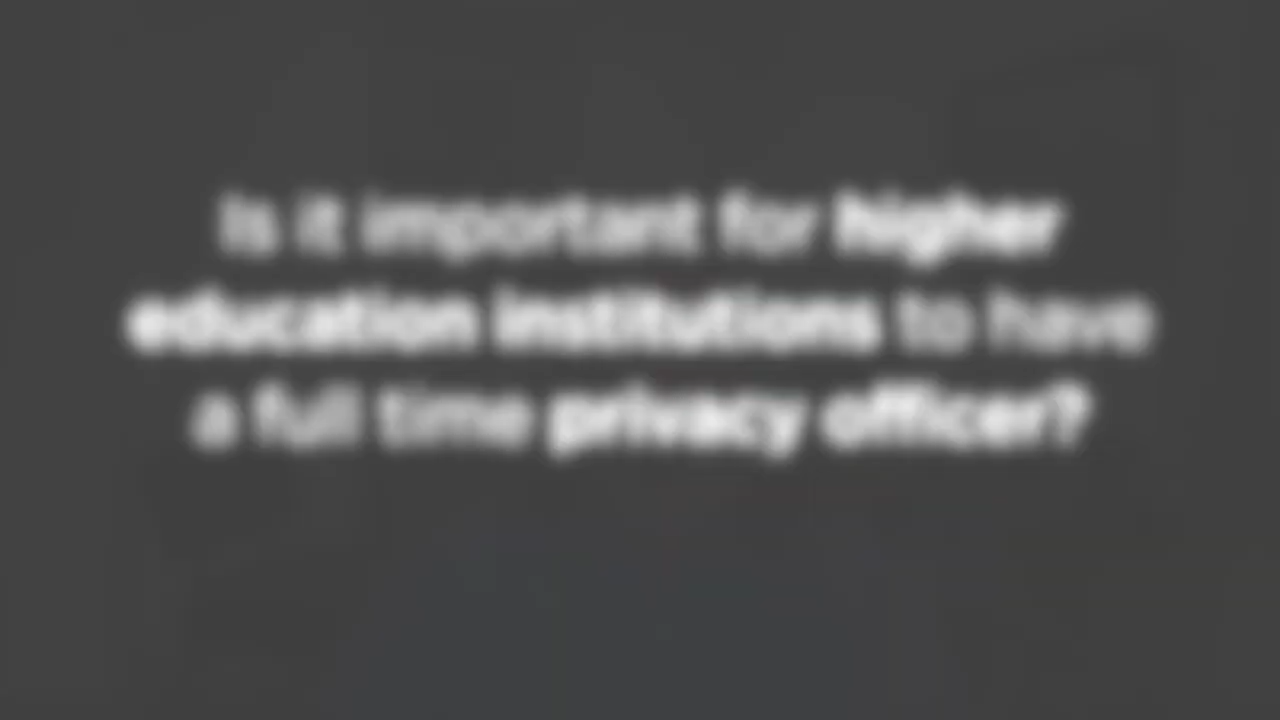 Is it important for higher
education institutions to have
a full time privacy officer?